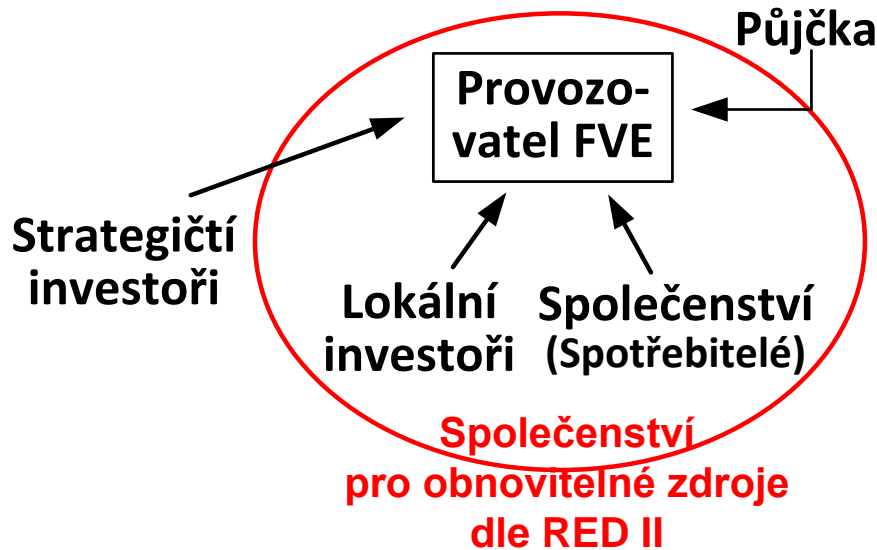 Půjčka
Provozo-
vatel FVE
Strategičtí
investoři
Lokální
investoři
Společenství
(Spotřebitelé)
Společenství
pro obnovitelné zdroje
dle RED II